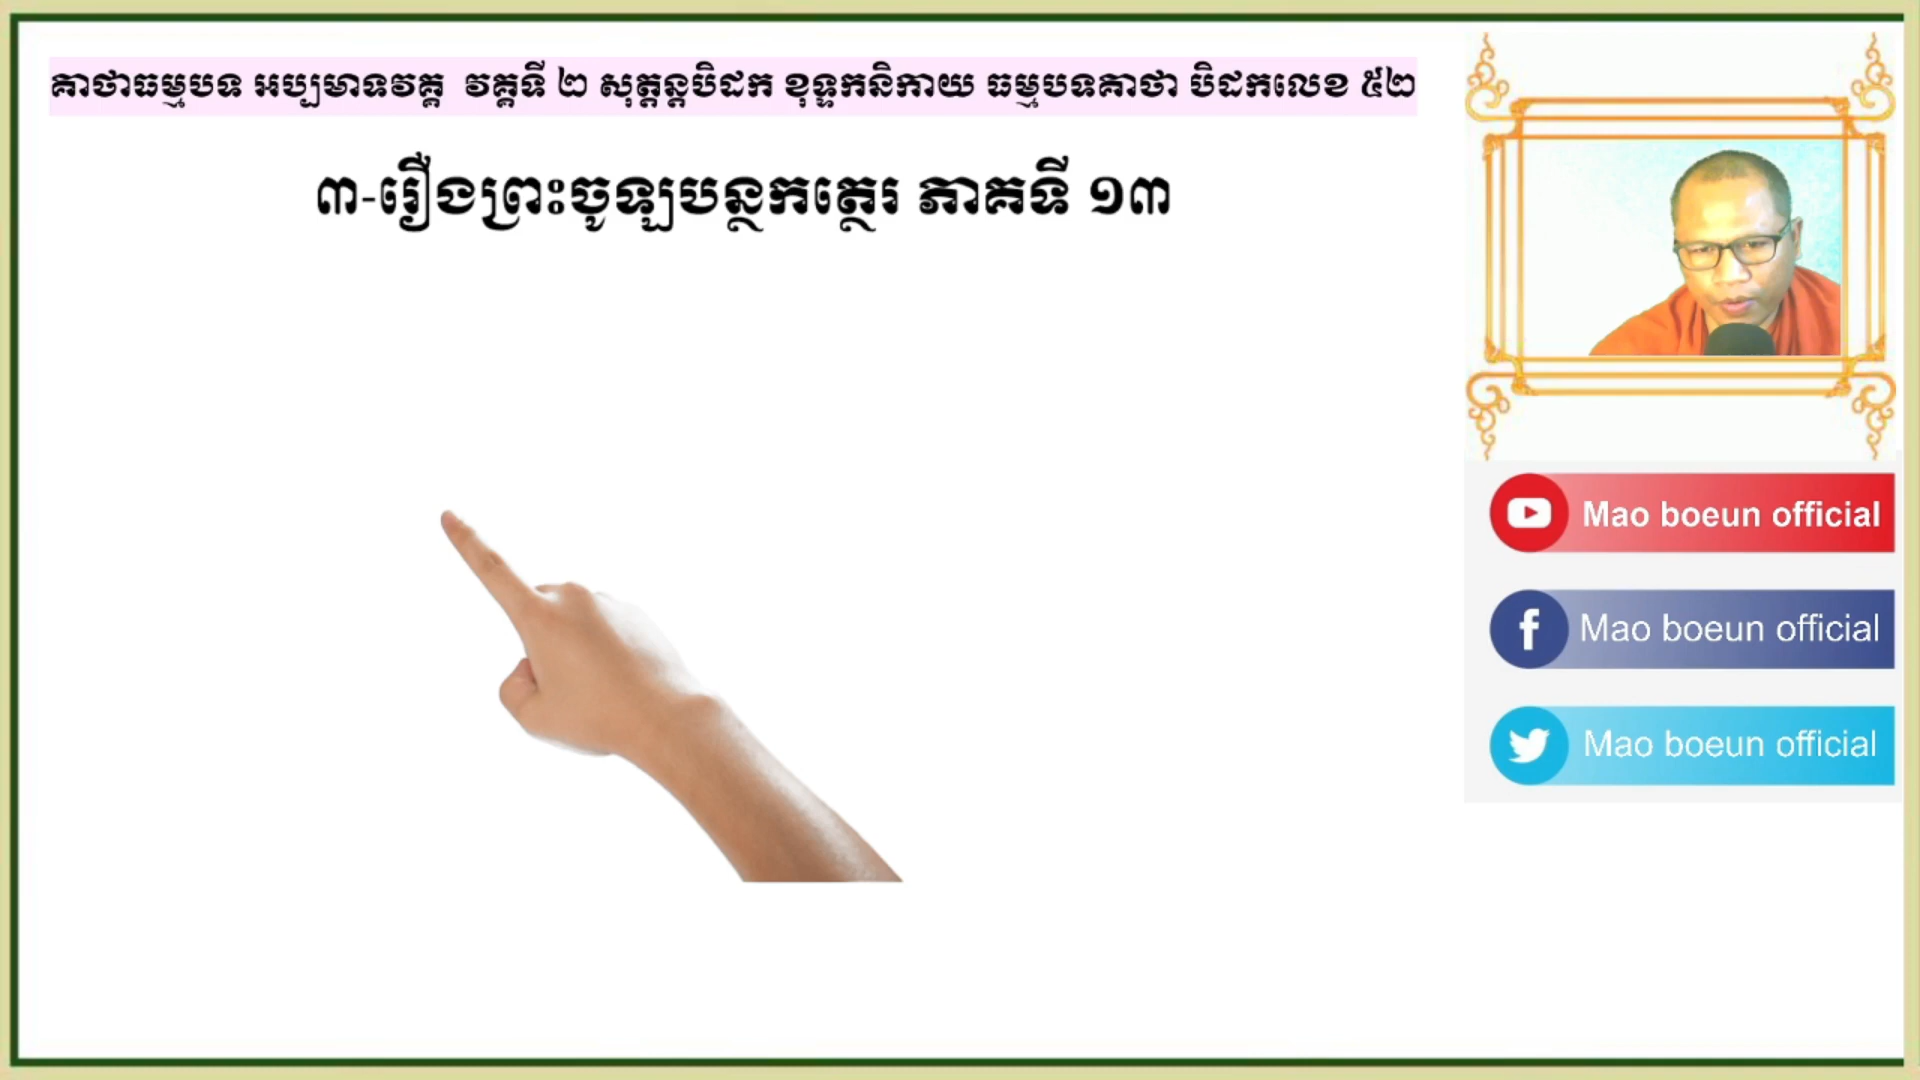 គាថាធម្មបទ អប្បមាទវគ្គ វគ្គទី ២ សុត្តន្តបិដក ខុទ្ទកនិកាយ ធម្មបទគាថា បិដកលេខ ៥២
៣-រឿងព្រះចូឡបន្ថកត្ថេរ ភាគទី ១៣
Mao boeun official
Mao boeun official
Mao boeun official